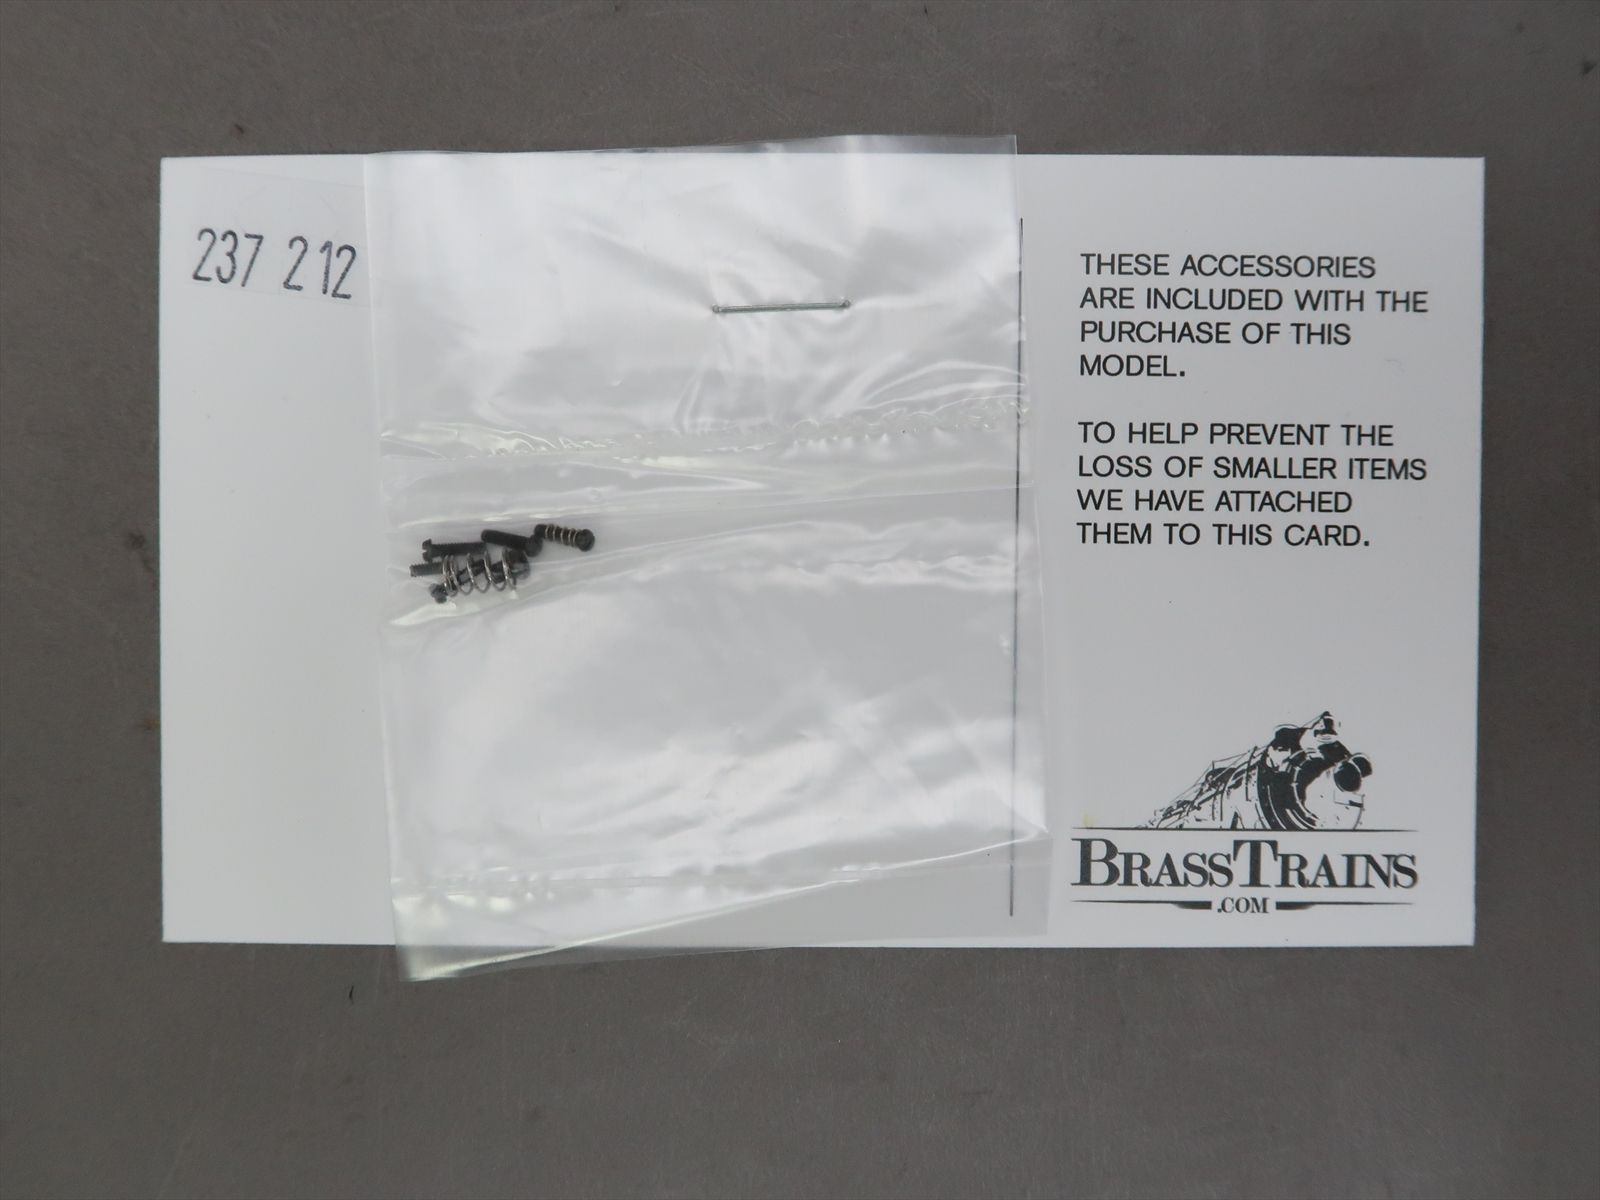 237 212
THESE ACCESSORIES
ARE INCLUDED WITH THE
PURCHASE OF THIS
MODEL.
TO HELP PREVENT THE
LOSS OF SMALLER ITEMS
WE HAVE ATTACHED
THEM TO THIS CARD.
BRASSTRAINS
.COM